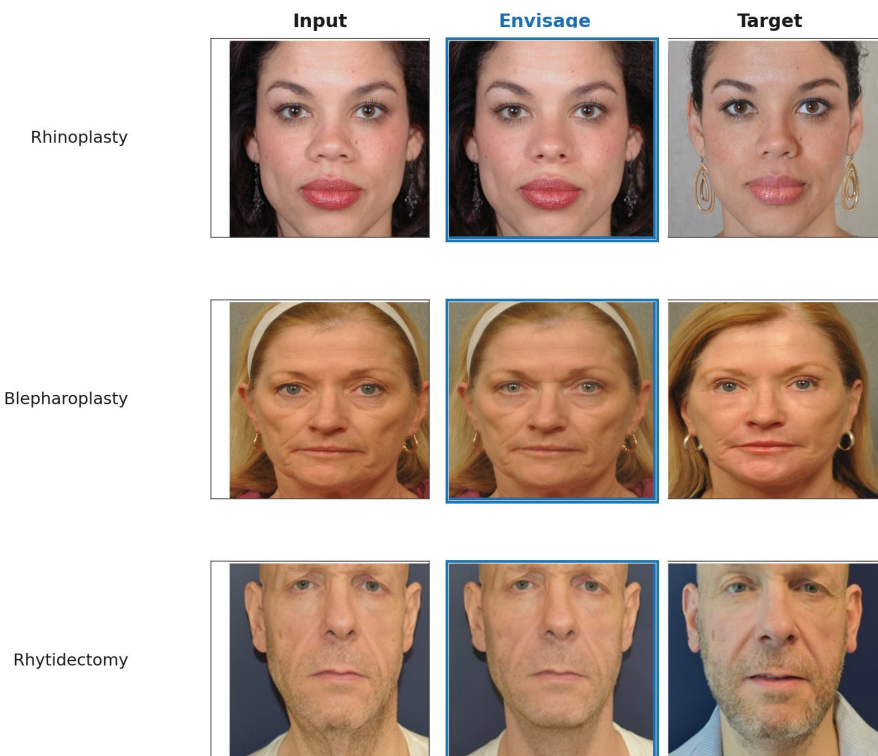 Input Envisage Target
Rhinoplasty
Blepharoplasty
Rhytidectomy